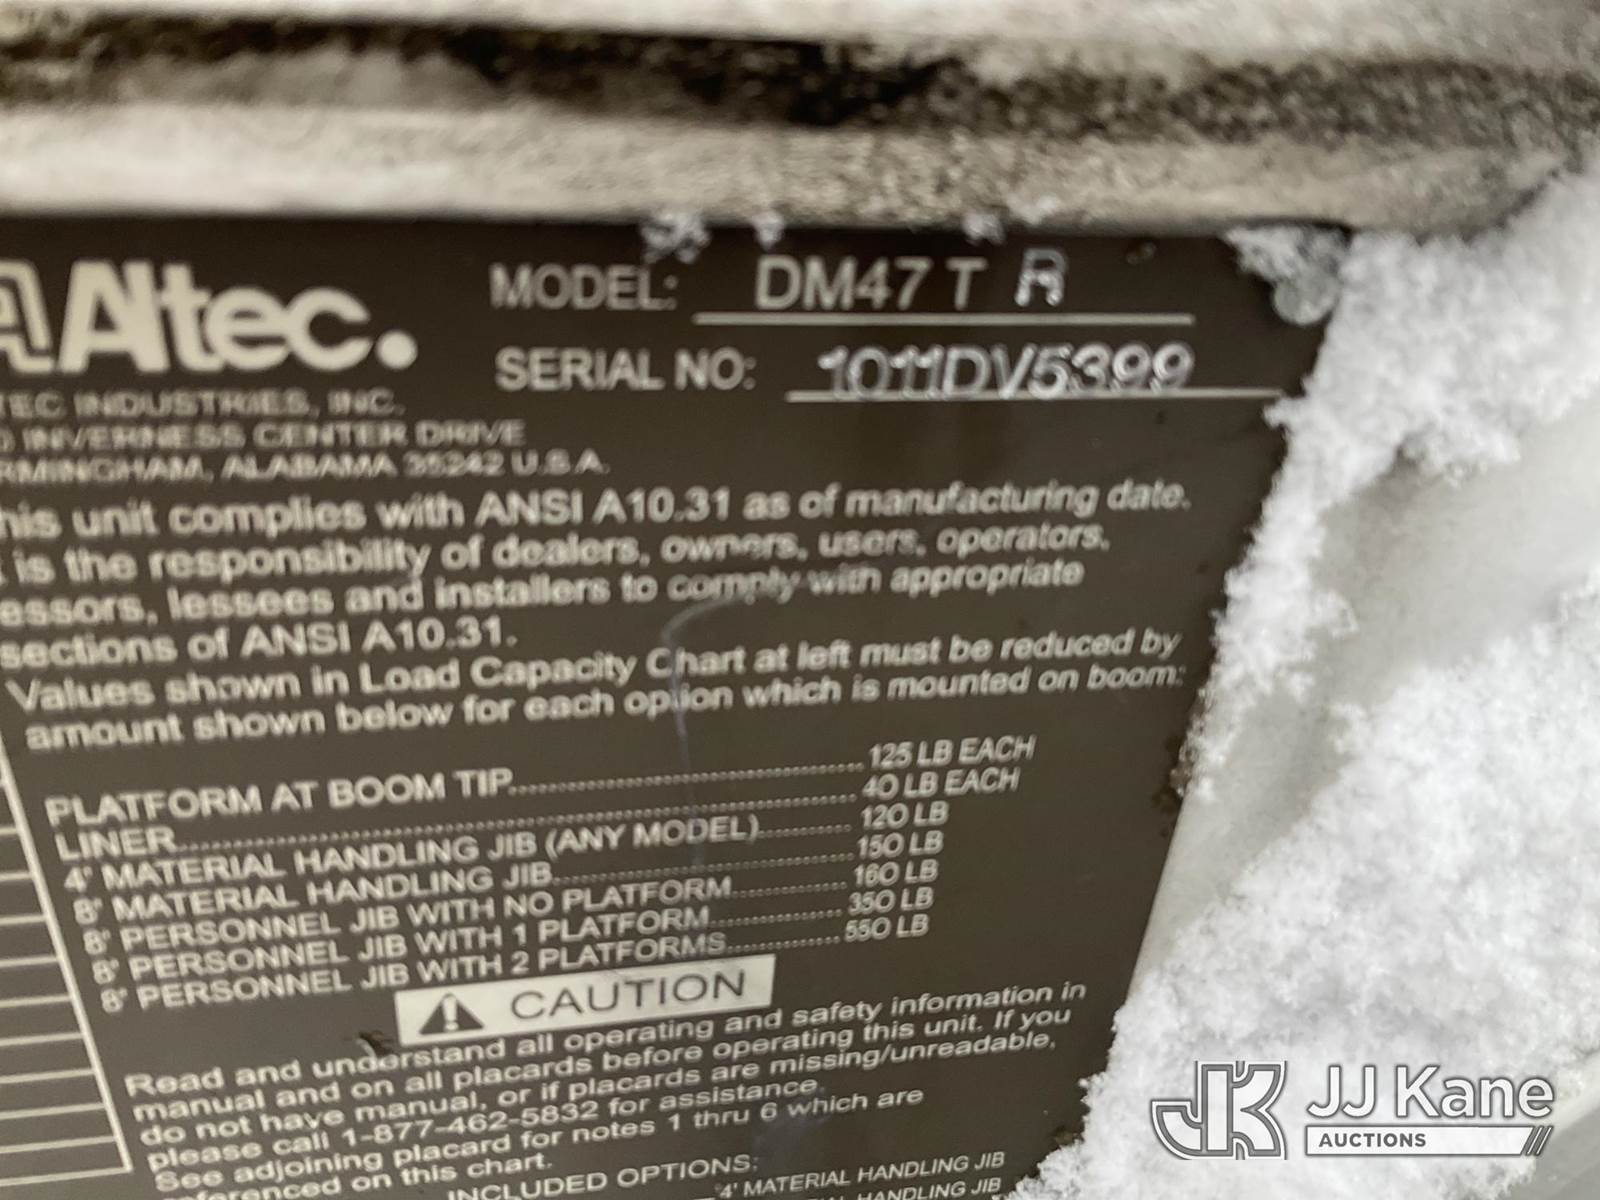 Altec.
MODEL: DM47 T R
SERIAL NO: 1011DV5399
TEC INDUSTRIES, INC.
INVERNESS CENTER DRIVE
RMINGHAM, ALABAMA 35242 U.S.A.
his unit complies with ANSI A10.31 as of manufacturing date.
is the responsibility of dealers, owners, users, operators,
essors, lessees and installers to comply with appropriate
sections of ANSI A10.31.
Values shown in Load Capacity Chart at left must be reduced by
amount shown below for each option which is mounted on boom:
PLATFORM AT BOOM TIP..........125 LB EACH
LINER..........40 LB EACH
4' MATERIAL HANDLING JIB (ANY MODEL)..........120 LB
8' MATERIAL HANDLING JIB..........150 LB
8' PERSONNEL JIB WITH NO PLATFORM..........160 LB
8' PERSONNEL JIB WITH 1 PLATFORM..........350 LB
8' PERSONNEL JIB WITH 2 PLATFORMS..........550 LB
CAUTION
Read and understand all operating and safety information in
manual and on all placards before operating this unit. If you
do not have manual, or if placards are missing/unreadable,
please call 1-877-462-5832 for assistance.
See adjoining placard for notes 1 thru 6 which are
referenced on this chart.
INCLUDED OPTIONS:
4' MATERIAL HANDLING JIB
HANDLING JIB
JK JJ Kane
AUCTIONS